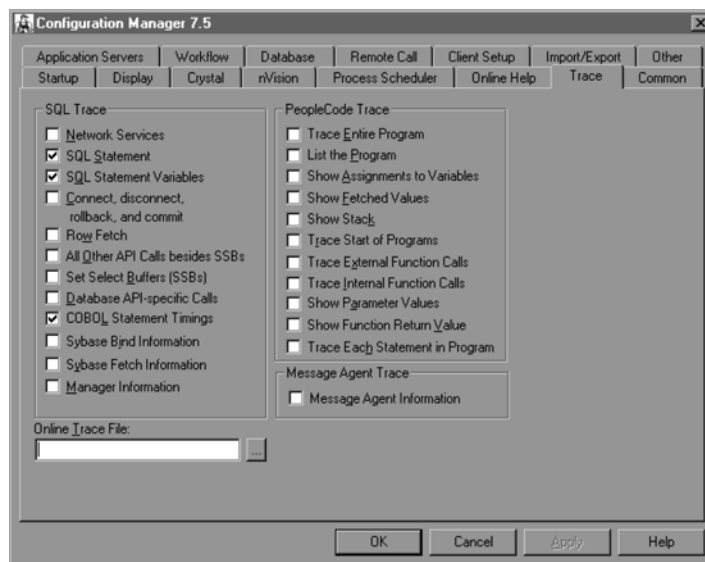 Configuration Manager 7.5
Application Servers Workflow Database Remote Call Client Setup Import/Export Other
Startup Display Crystal nVision Process Scheduler Online Help Trace Common
SQL Trace
Network Services
SQL Statement
SQL Statement Variables
Connect, disconnect,
rollback, and commit
Row Fetch
All Other API Calls besides SSBs
Set Select Buffers (SSBs)
Database API-specific Calls
COBOL Statement Timings
Sybase Bind Information
Sybase Fetch Information
Manager Information
PeopleCode Trace
Trace Entire Program
List the Program
Show Assignments to Variables
Show Fetched Values
Show Stack
Trace Start of Programs
Trace External Function Calls
Trace Internal Function Calls
Show Parameter Values
Show Function Return Value
Trace Each Statement in Program
Message Agent Trace
Message Agent Information
Online Trace File:
...
OK Cancel Apply Help